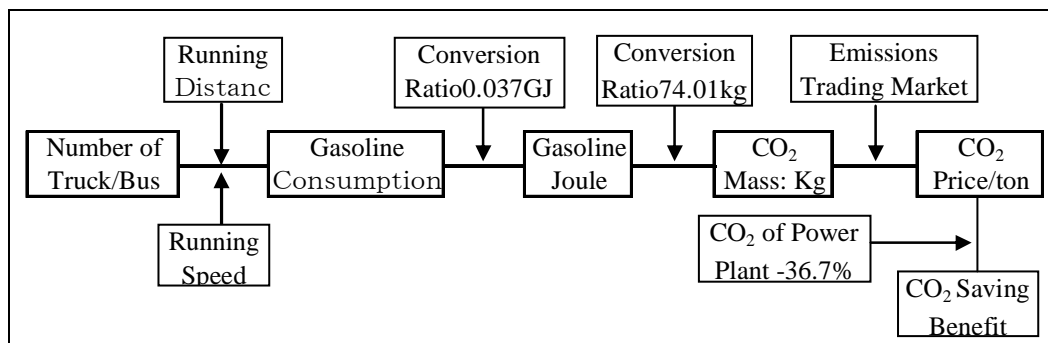 Running
Distanc
Conversion
Ratio0.037GJ
Conversion
Ratio74.01kg
Emissions
Trading Market
Number of
Truck/Bus
Gasoline
Consumption
Gasoline
Joule
CO₂
Mass: Kg
CO₂
Price/ton
Running
Speed
CO₂ of Power
Plant -36.7%
CO₂ Saving
Benefit